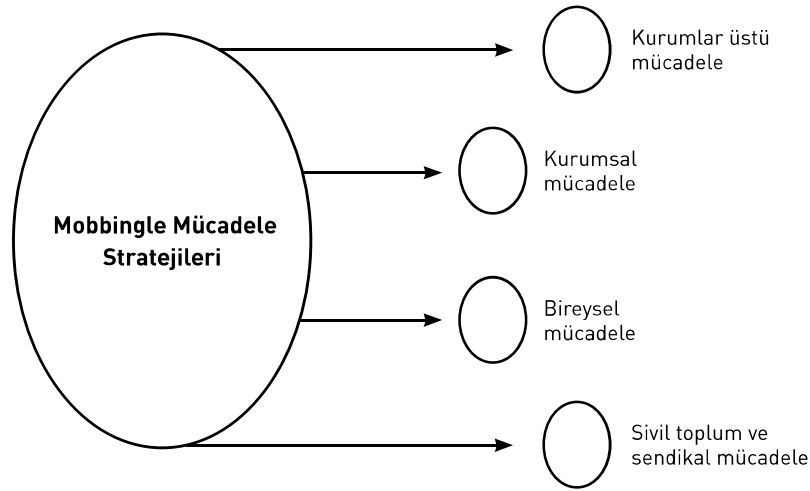 Kurumlar üstü
mücadele
Kurumsal
mücadele
Mobbingle Mücadele
Stratejileri
Bireysel
mücadele
Sivil toplum ve
sendikal mücadele